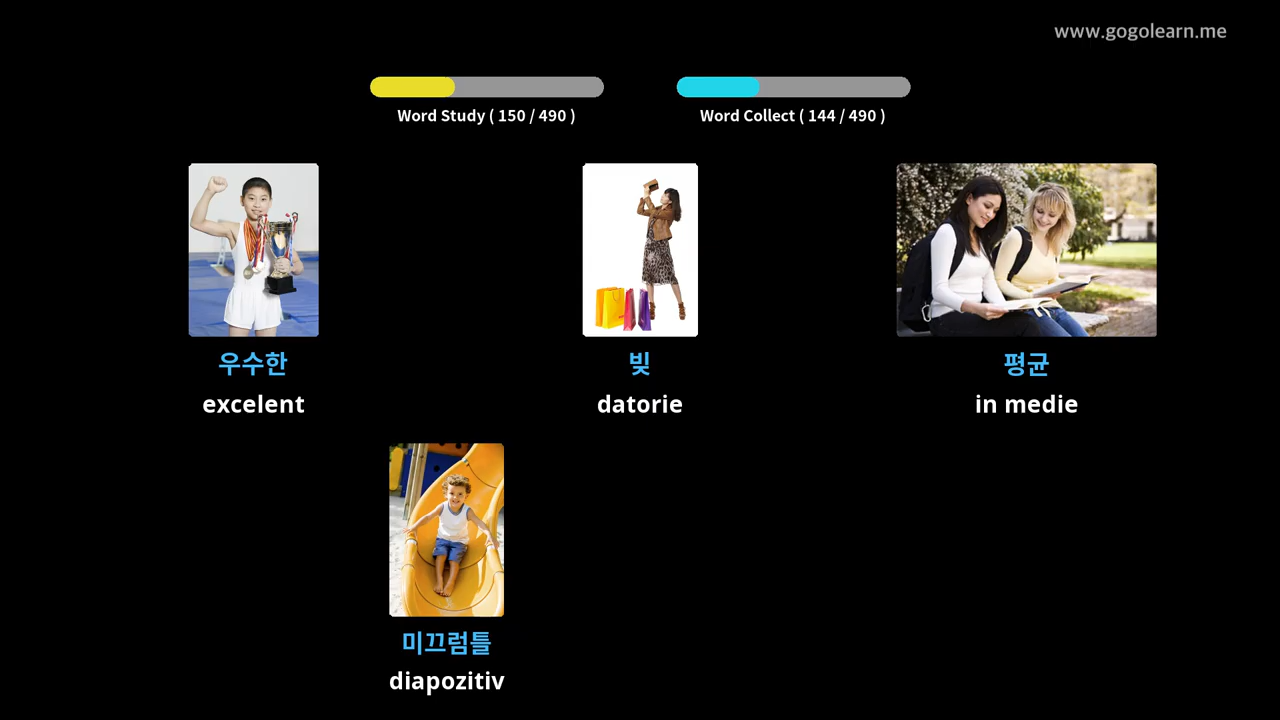 www.gogolearn.me
Word Study ( 150 / 490 )
Word Collect ( 144 / 490 )
우수한
excelent
빚
datorie
평균
in medie
미끄럼틀
diapozitiv